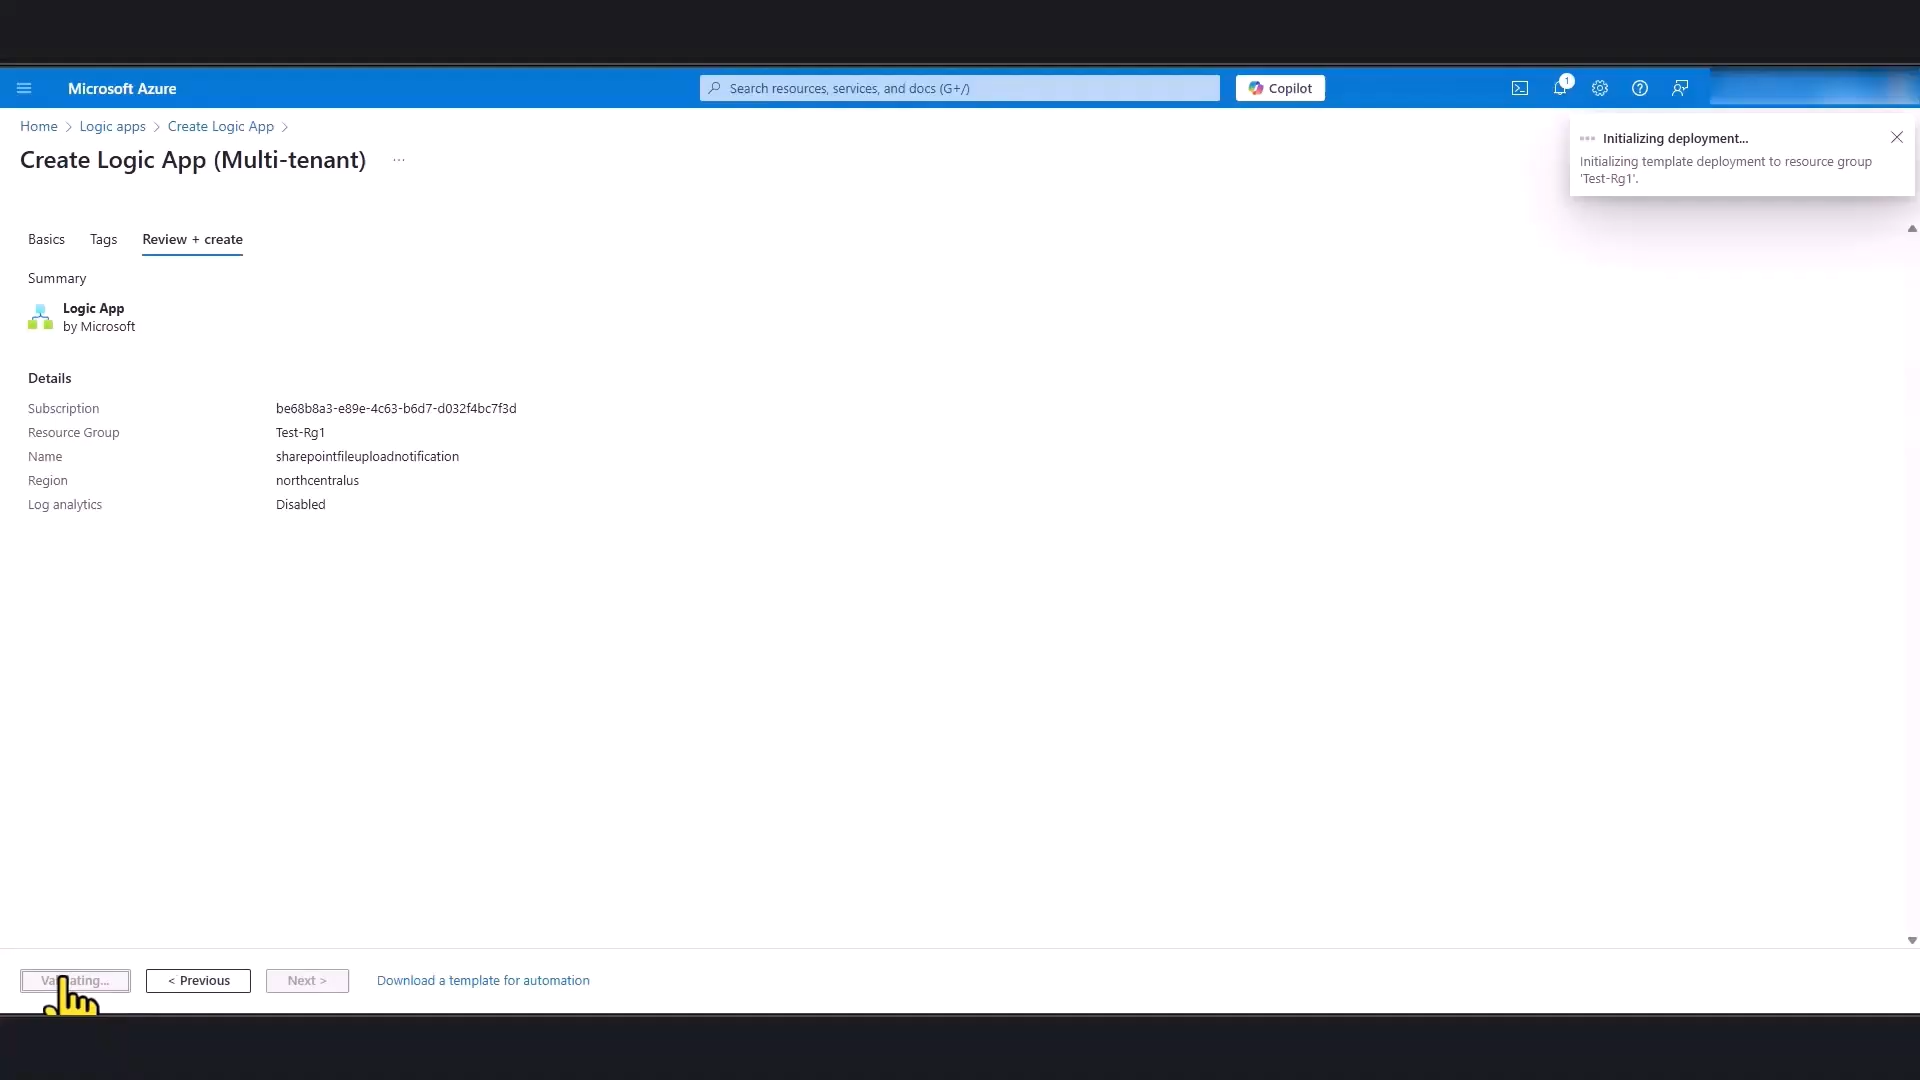 Microsoft Azure
Search resources, services, and docs (G+/)
Copilot
1
Home > Logic apps > Create Logic App >
Create Logic App (Multi-tenant) ...
Initializing deployment...
Initializing template deployment to resource group
'Test-Rg1'.
Basics Tags Review + create
Summary
Logic App
by Microsoft
Details
Subscription be68b8a3-e89e-4c63-b6d7-d032f4bc7f3d
Resource Group Test-Rg1
Name sharepointfileuploadnotification
Region northcentralus
Log analytics Disabled
< Previous
Next >
Download a template for automation